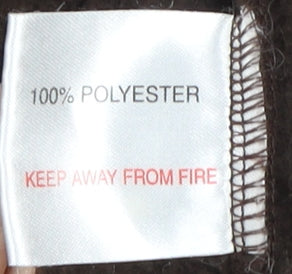 100% POLYESTER
KEEP AWAY FROM FIRE